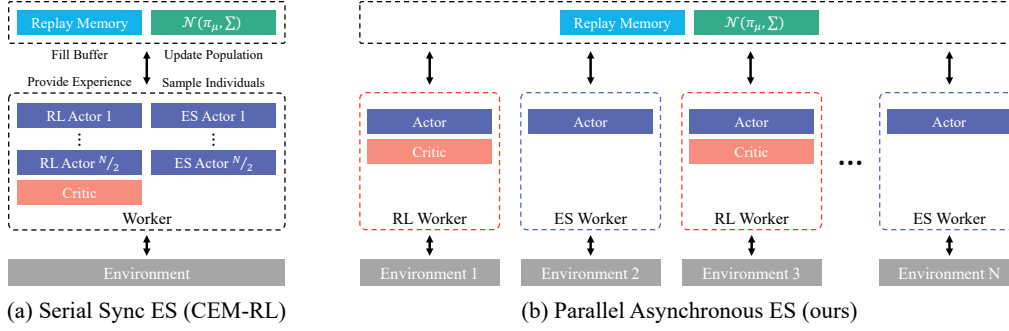 Replay Memory
𝒩(π_μ, Σ)
Fill Buffer
Update Population
Provide Experience
Sample Individuals
RL Actor 1
ES Actor 1
⋮
⋮
RL Actor N/2
ES Actor N/2
Critic
Worker
Environment
(a) Serial Sync ES (CEM-RL)
Replay Memory
𝒩(π_μ, Σ)
Actor
Critic
RL Worker
Actor
ES Worker
Actor
Critic
RL Worker
...
Actor
ES Worker
Environment 1
Environment 2
Environment 3
Environment N
(b) Parallel Asynchronous ES (ours)